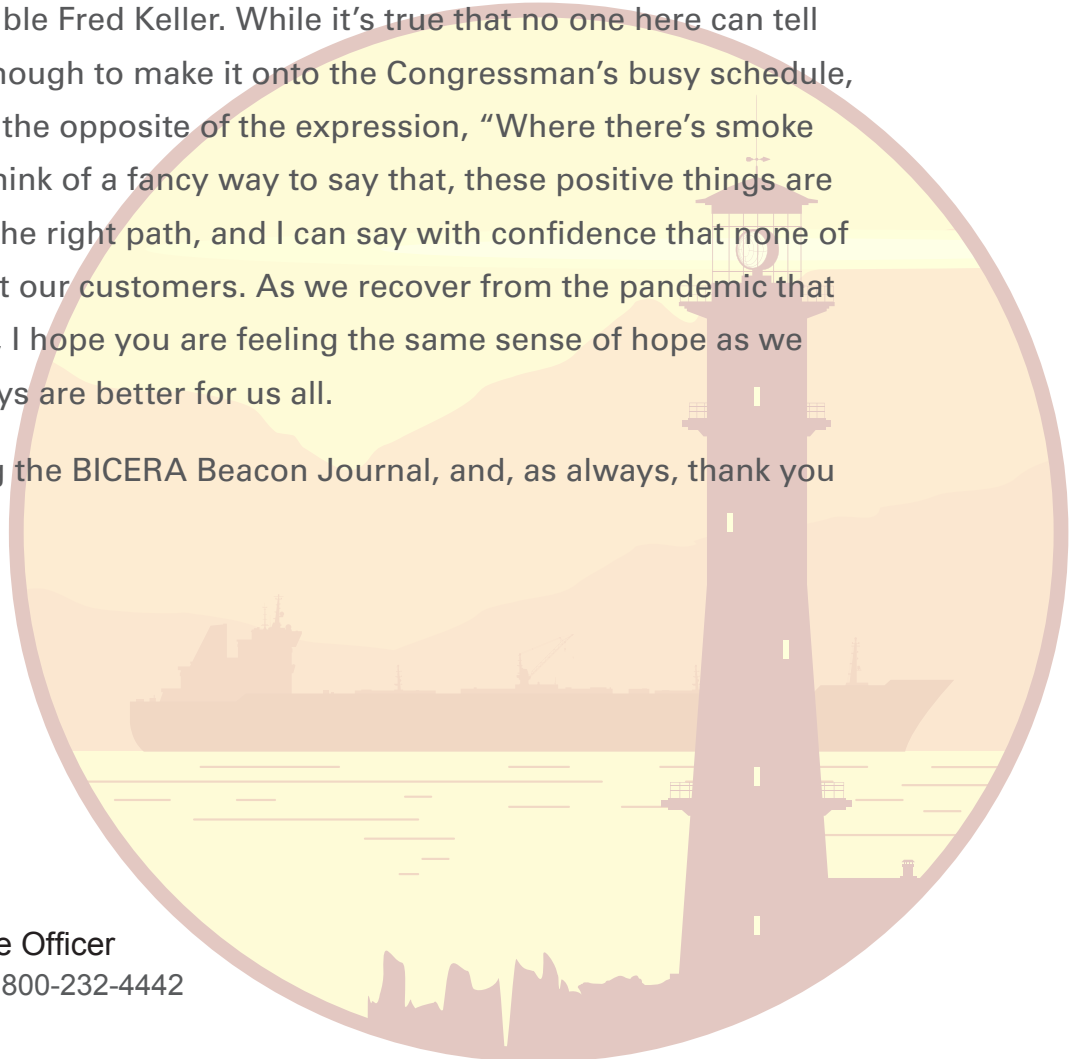 ble Fred Keller. While it’s true that no one here can tell
nough to make it onto the Congressman’s busy schedule,
the opposite of the expression, “Where there’s smoke
hink of a fancy way to say that, these positive things are
he right path, and I can say with confidence that none of
t our customers. As we recover from the pandemic that
I hope you are feeling the same sense of hope as we
ys are better for us all.
g the BICERA Beacon Journal, and, as always, thank you
e Officer
800-232-4442